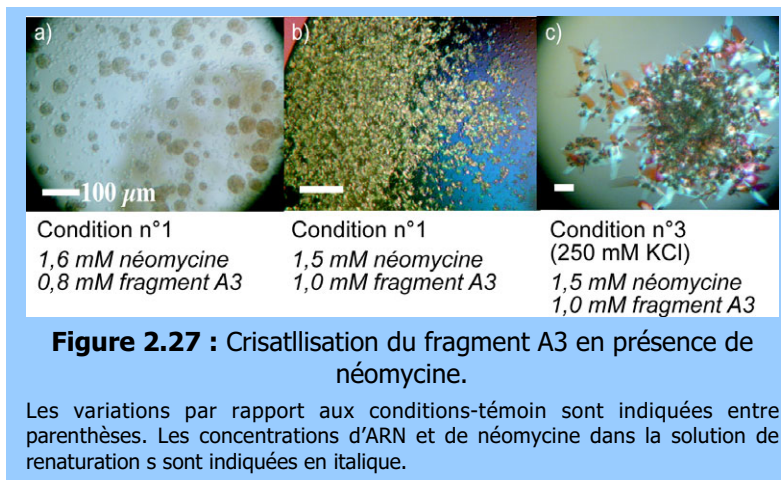 a)
b)
c)
100 µm
Condition n°1
1,6 mM néomycine
0,8 mM fragment A3
Condition n°1
1,5 mM néomycine
1,0 mM fragment A3
Condition n°3
(250 mM KCl)
1,5 mM néomycine
1,0 mM fragment A3
Figure 2.27 : Crisatllisation du fragment A3 en présence de
néomycine.
Les variations par rapport aux conditions-témoin sont indiquées entre
parenthèses. Les concentrations d'ARN et de néomycine dans la solution de
renaturation s sont indiquées en italique.